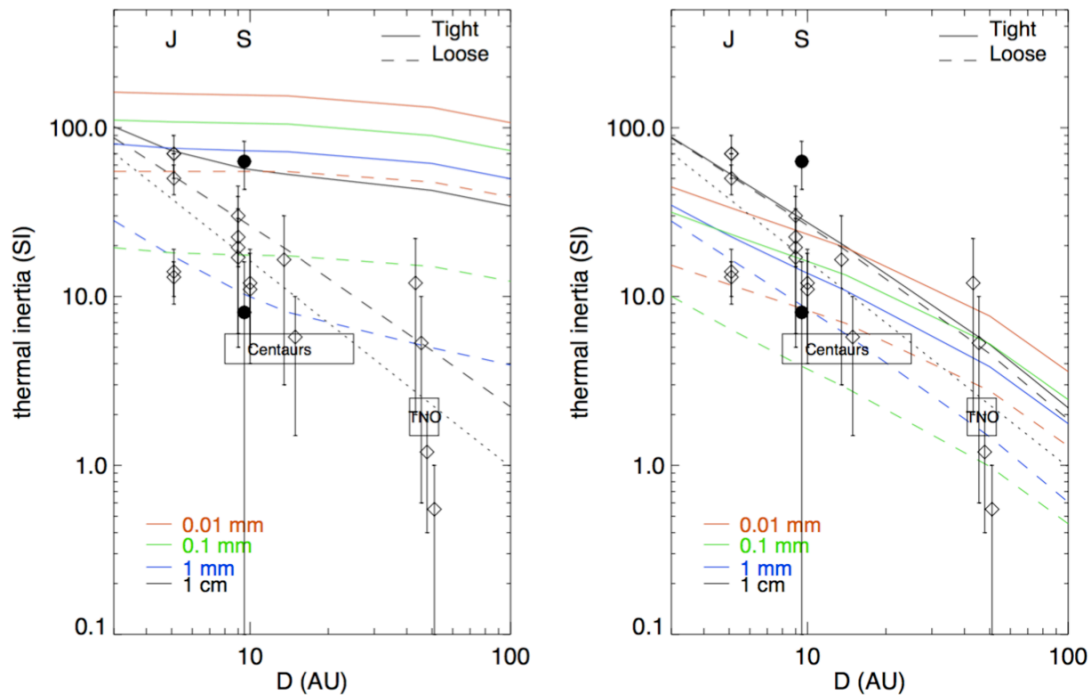 J S
Tight
Loose
100.0
10.0
1.0
0.1
thermal inertia (SI)
Centaurs
TNO
0.01 mm
0.1 mm
1 mm
1 cm
10 100
D (AU)
J S
Tight
Loose
100.0
10.0
1.0
0.1
thermal inertia (SI)
Centaurs
TNO
0.01 mm
0.1 mm
1 mm
1 cm
10 100
D (AU)